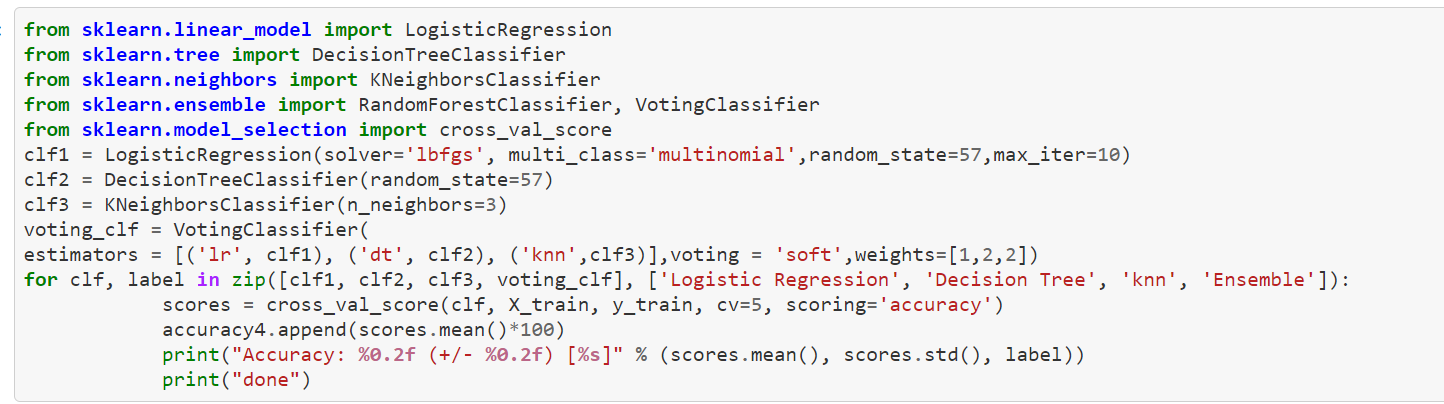 from sklearn.linear_model import LogisticRegression
from sklearn.tree import DecisionTreeClassifier
from sklearn.neighbors import KNeighborsClassifier
from sklearn.ensemble import RandomForestClassifier, VotingClassifier
from sklearn.model_selection import cross_val_score
clf1 = LogisticRegression(solver='lbfgs', multi_class='multinomial',random_state=57,max_iter=10)
clf2 = DecisionTreeClassifier(random_state=57)
clf3 = KNeighborsClassifier(n_neighbors=3)
voting_clf = VotingClassifier(
estimators = [('lr', clf1), ('dt', clf2), ('knn',clf3)],voting = 'soft',weights=[1,2,2])
for clf, label in zip([clf1, clf2, clf3, voting_clf], ['Logistic Regression', 'Decision Tree', 'knn', 'Ensemble']):
            scores = cross_val_score(clf, X_train, y_train, cv=5, scoring='accuracy')
            accuracy4.append(scores.mean()*100)
            print("Accuracy: %0.2f (+/- %0.2f) [%s]" % (scores.mean(), scores.std(), label))
            print("done")